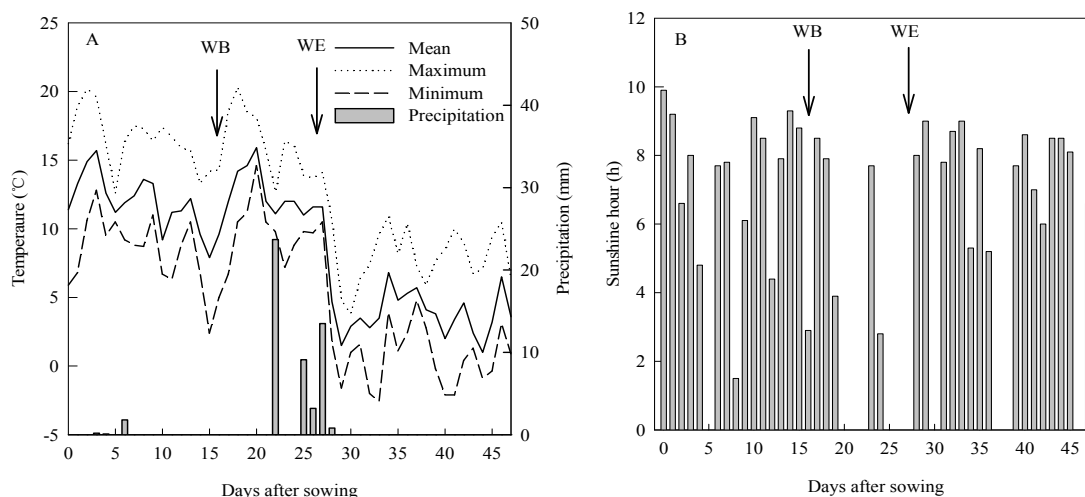 A
WB
WE
Mean
Maximum
Minimum
Precipitation
Temperaure (℃)
25
20
15
10
5
0
-5
Precipitation (mm)
50
40
30
20
10
0
0 5 10 15 20 25 30 35 40 45
Days after sowing
B
WB
WE
Sunshine hour (h)
12
10
8
6
4
2
0
0 5 10 15 20 25 30 35 40 45
Days after sowing